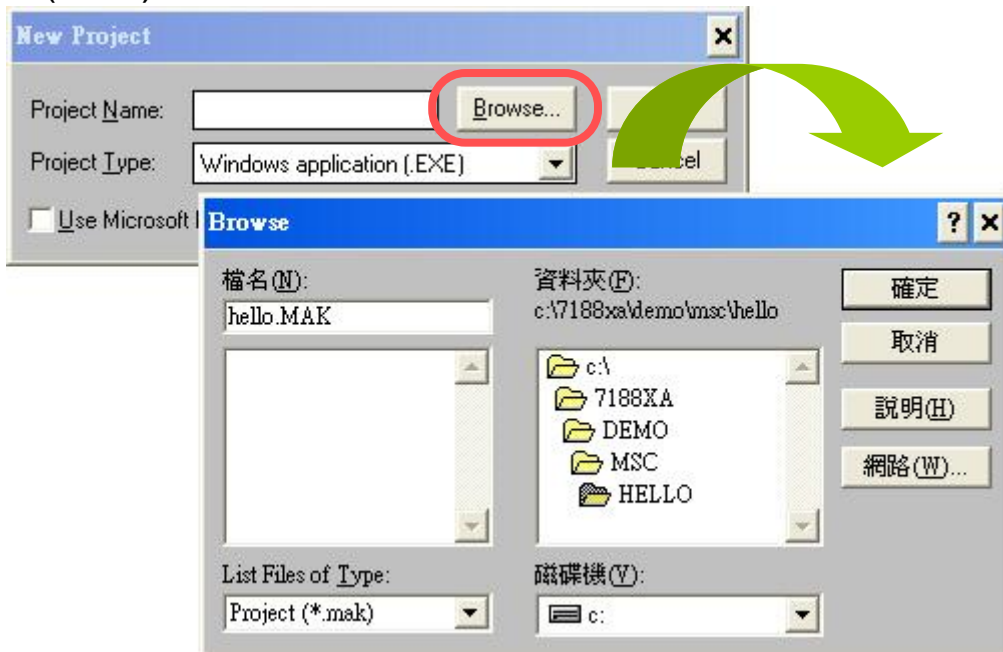 New Project
Project Name:
Browse...
Project Type:
Windows application (.EXE)
Use Microsoft
Browse
檔名(N):
hello.MAK
資料夾(F):
c:\7188xa\demo\msc\hello
確定
取消
說明(H)
網路(W)...
c:\
7188XA
DEMO
MSC
HELLO
List Files of Type:
Project (*.mak)
磁碟機(V):
c: